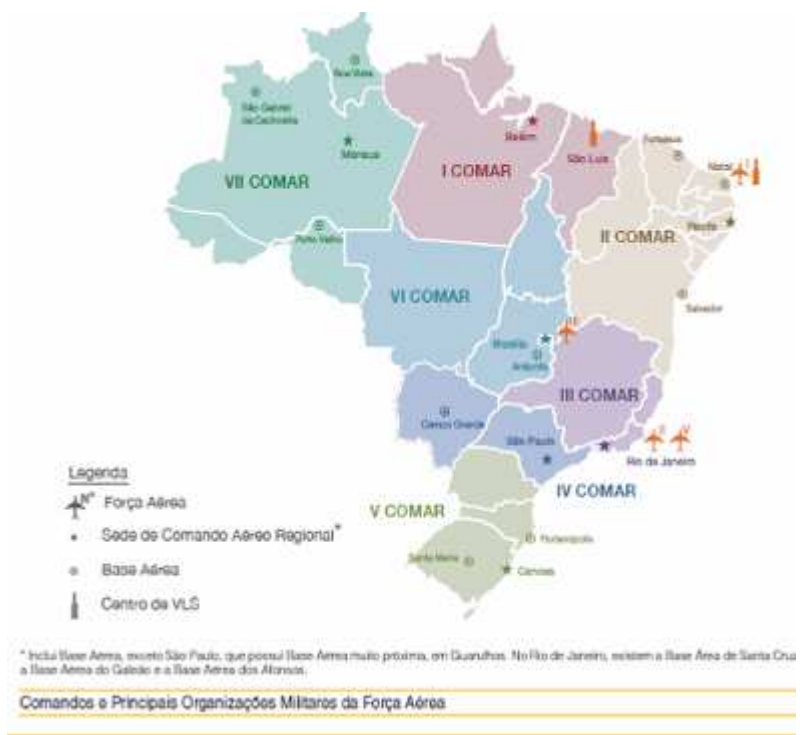 Boa Vista
São Gabriel
da Cachoeira
Manaus
VII COMAR
Porto Velho
Belém
I COMAR
São Luís
Fortaleza
Natal
Recife
II COMAR
Salvador
VI COMAR
Brasília
Anápolis
III COMAR
Campo Grande
São Paulo
Rio de Janeiro
IV COMAR
V COMAR
Florianópolis
Santa Maria
Canoas
Legenda
Nº Força Aérea
Sede de Comando Aéreo Regional*
Base Aérea
Centro de VLS
* Inclui Base Aérea, exceto São Paulo, que possui Base Aérea muito próxima, em Guarulhos. No Rio de Janeiro, existem a Base Área de Santa Cruz
a Base Aérea do Galeão e a Base Aérea dos Afonsos.
Comandos e Principais Organizações Militares da Força Aérea